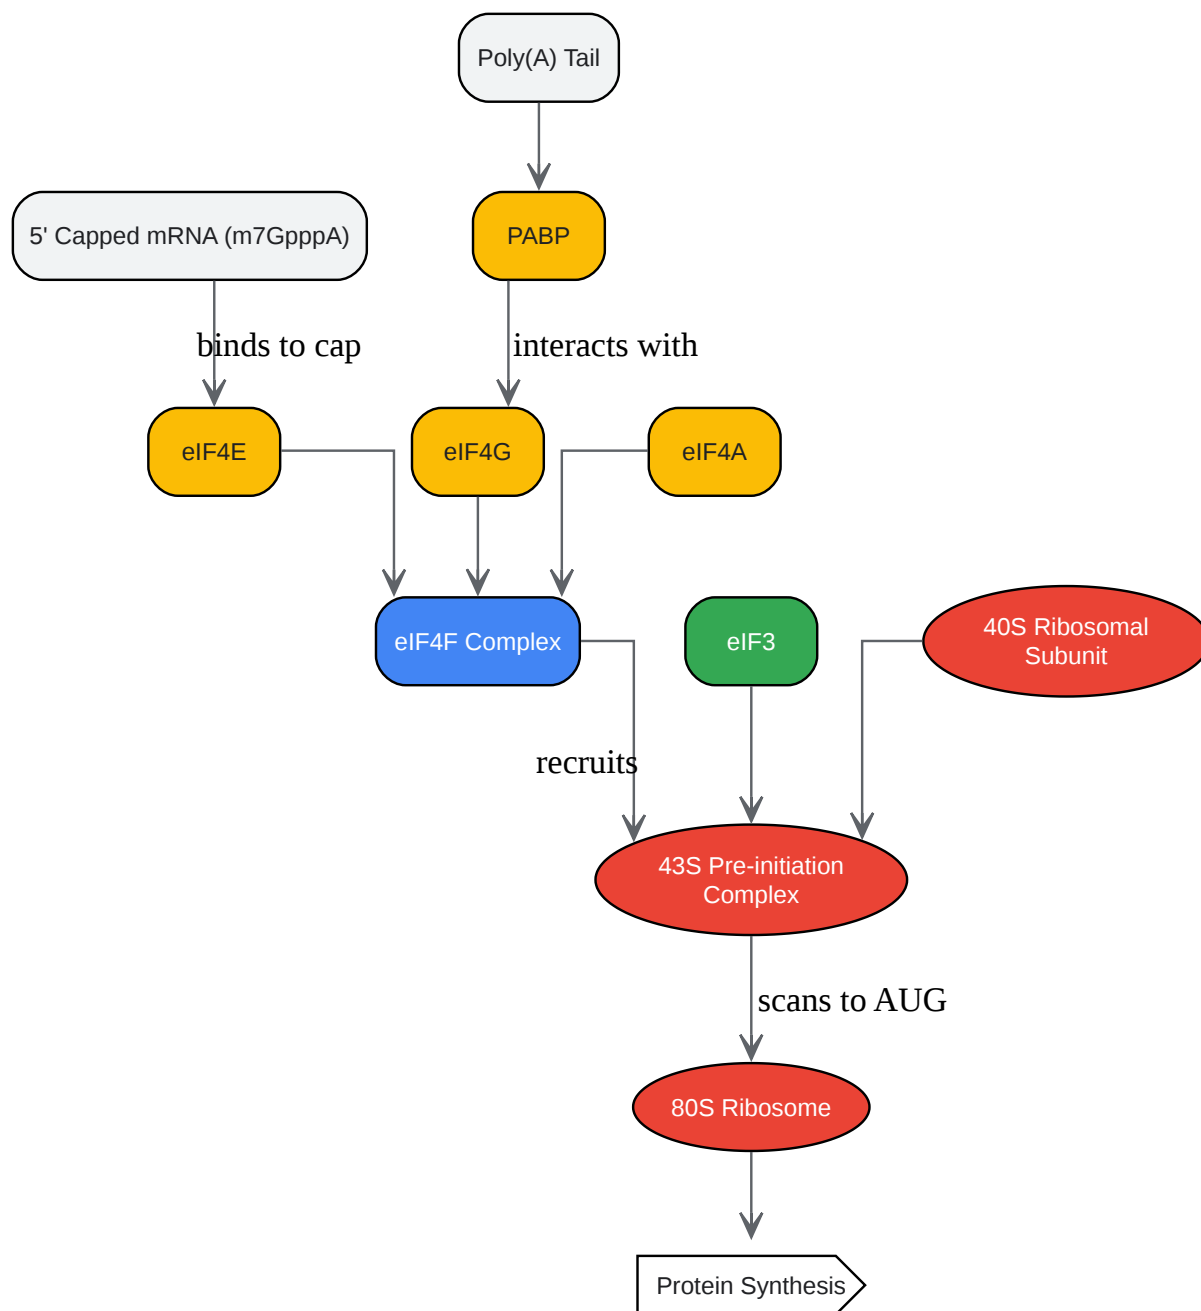 Poly(A) Tail
5' Capped mRNA (m7GpppA)
PABP
binds to cap
interacts with
eIF4E
eIF4G
eIF4A
eIF4F Complex
eIF3
40S Ribosomal
Subunit
recruits
43S Pre-initiation
Complex
scans to AUG
80S Ribosome
Protein Synthesis